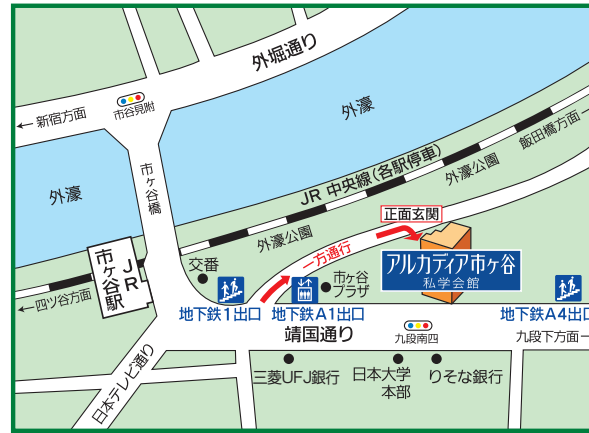 外堀通り
←新宿方面
市谷見附
外濠
飯田橋方面→
市ヶ谷橋
外濠
JR 中央線(各駅停車)
外濠公園
正面玄関
外濠公園
一方通行
アルカディア市ヶ谷
私学会館
JR
市ヶ谷駅
交番
市ヶ谷
プラザ
←四ツ谷方面
地下鉄1出口
地下鉄A1出口
地下鉄A4出口
靖国通り
九段南四
九段下方面→
日本テレビ通り
三菱UFJ銀行
日本大学
本部
りそな銀行